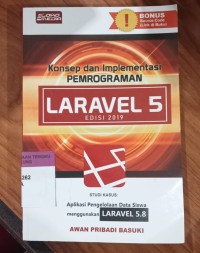 BONUS
Konsep dan Implementasi
PEMROGRAMAN
LARAVEL 5
EDISI 2019
262
STUDI KASUS:
Aplikasi Pengelolaan Data Siswa
menggunakan LARAVEL 5.8
AWAN PRIBADI BASUKI